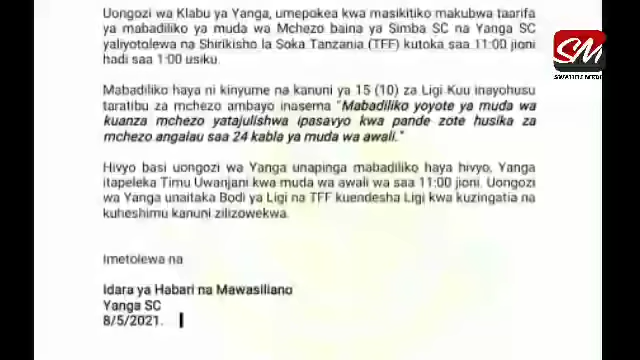 Uongozi wa Klabu ya Yanga, umepokea kwa masikitiko makubwa taarifa
ya mabadiliko ya muda wa Mchezo baina ya Simba SC na Yanga SC
yaliyotolewa na Shirikisho la Soka Tanzania (TFF) kutoka saa 11:00 jioni
hadi saa 1:00 usiku.
Mabadiliko haya ni kinyume na kanuni ya 15 (10) za Ligi Kuu inayohusu
taratibu za mchezo ambayo inasema "Mabadiliko yoyote ya muda wa
kuanza mchezo yatajulishwa ipasavyo kwa pande zote husika za
mchezo angalau saa 24 kabla ya muda wa awali."
Hivyo basi uongozi wa Yanga unapinga mabadiliko haya hivyo, Yanga
itapeleka Timu Uwanjani kwa muda wa awali wa saa 11:00 jioni. Uongozi
wa Yanga unaitaka Bodi ya Ligi na TFF kuendesha Ligi kwa kuzingatia na
kuheshimu kanuni zilizowekwa.
Imetolewa na
Idara ya Habari na Mawasiliano
Yanga SC
8/5/2021.
SM